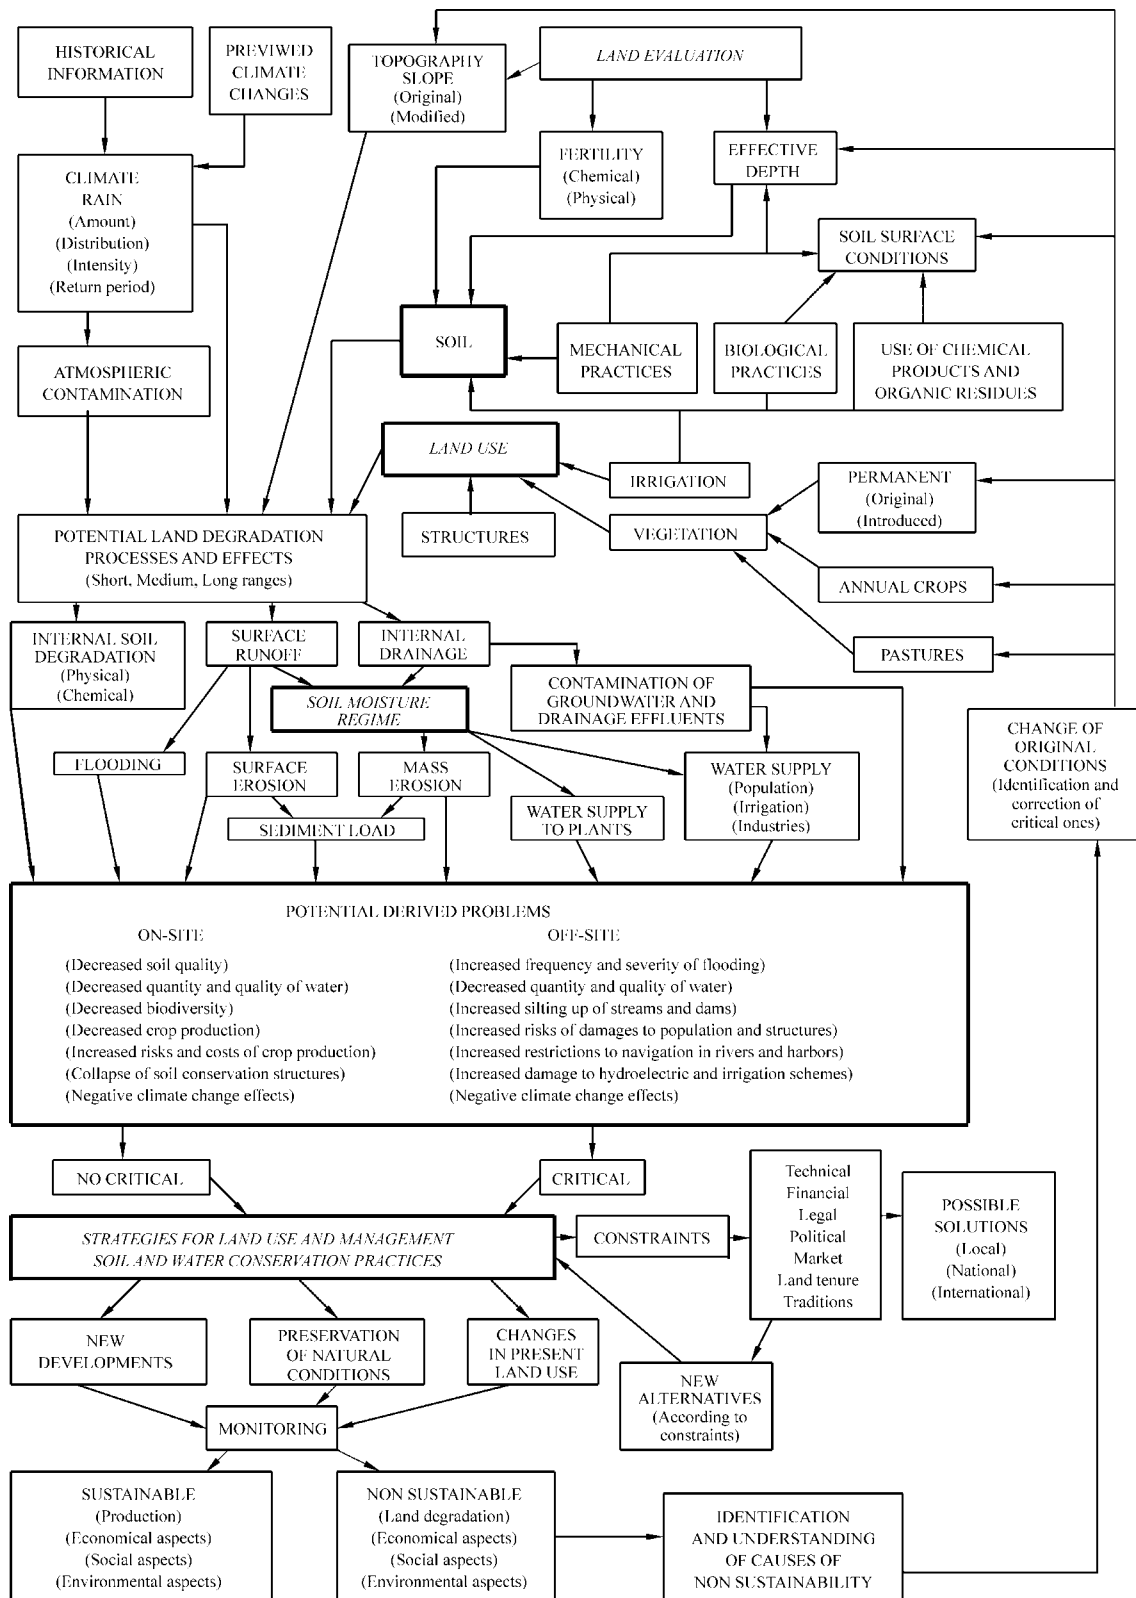 HISTORICAL
INFORMATION
PREVIWED
CLIMATE
CHANGES
TOPOGRAPHY
SLOPE
(Original)
(Modified)
LAND EVALUATION
CLIMATE
RAIN
(Amount)
(Distribution)
(Intensity)
(Return period)
FERTILITY
(Chemical)
(Physical)
EFFECTIVE
DEPTH
SOIL SURFACE
CONDITIONS
SOIL
MECHANICAL
PRACTICES
BIOLOGICAL
PRACTICES
USE OF CHEMICAL
PRODUCTS AND
ORGANIC RESIDUES
ATMOSPHERIC
CONTAMINATION
LAND USE
IRRIGATION
PERMANENT
(Original)
(Introduced)
STRUCTURES
VEGETATION
POTENTIAL LAND DEGRADATION
PROCESSES AND EFFECTS
(Short, Medium, Long ranges)
ANNUAL CROPS
PASTURES
INTERNAL SOIL
DEGRADATION
(Physical)
(Chemical)
SURFACE
RUNOFF
INTERNAL
DRAINAGE
SOIL MOISTURE
REGIME
CONTAMINATION OF
GROUNDWATER AND
DRAINAGE EFFLUENTS
CHANGE OF
ORIGINAL
CONDITIONS
(Identification and
correction of
critical ones)
FLOODING
SURFACE
EROSION
MASS
EROSION
WATER SUPPLY
(Population)
(Irrigation)
(Industries)
SEDIMENT LOAD
WATER SUPPLY
TO PLANTS
POTENTIAL DERIVED PROBLEMS
ON-SITE
(Decreased soil quality)
(Decreased quantity and quality of water)
(Decreased biodiversity)
(Decreased crop production)
(Increased risks and costs of crop production)
(Collapse of soil conservation structures)
(Negative climate change effects)
OFF-SITE
(Increased frequency and severity of flooding)
(Decreased quantity and quality of water)
(Increased silting up of streams and dams)
(Increased risks of damages to population and structures)
(Increased restrictions to navigation in rivers and harbors)
(Increased damage to hydroelectric and irrigation schemes)
(Negative climate change effects)
NO CRITICAL
CRITICAL
STRATEGIES FOR LAND USE AND MANAGEMENT
SOIL AND WATER CONSERVATION PRACTICES
CONSTRAINTS
Technical
Financial
Legal
Political
Market
Land tenure
Traditions
POSSIBLE
SOLUTIONS
(Local)
(National)
(International)
NEW
DEVELOPMENTS
PRESERVATION
OF NATURAL
CONDITIONS
CHANGES
IN PRESENT
LAND USE
NEW
ALTERNATIVES
(According to
constraints)
MONITORING
SUSTAINABLE
(Production)
(Economical aspects)
(Social aspects)
(Environmental aspects)
NON SUSTAINABLE
(Land degradation)
(Economical aspects)
(Social aspects)
(Environmental aspects)
IDENTIFICATION
AND UNDERSTANDING
OF CAUSES OF
NON SUSTAINABILITY